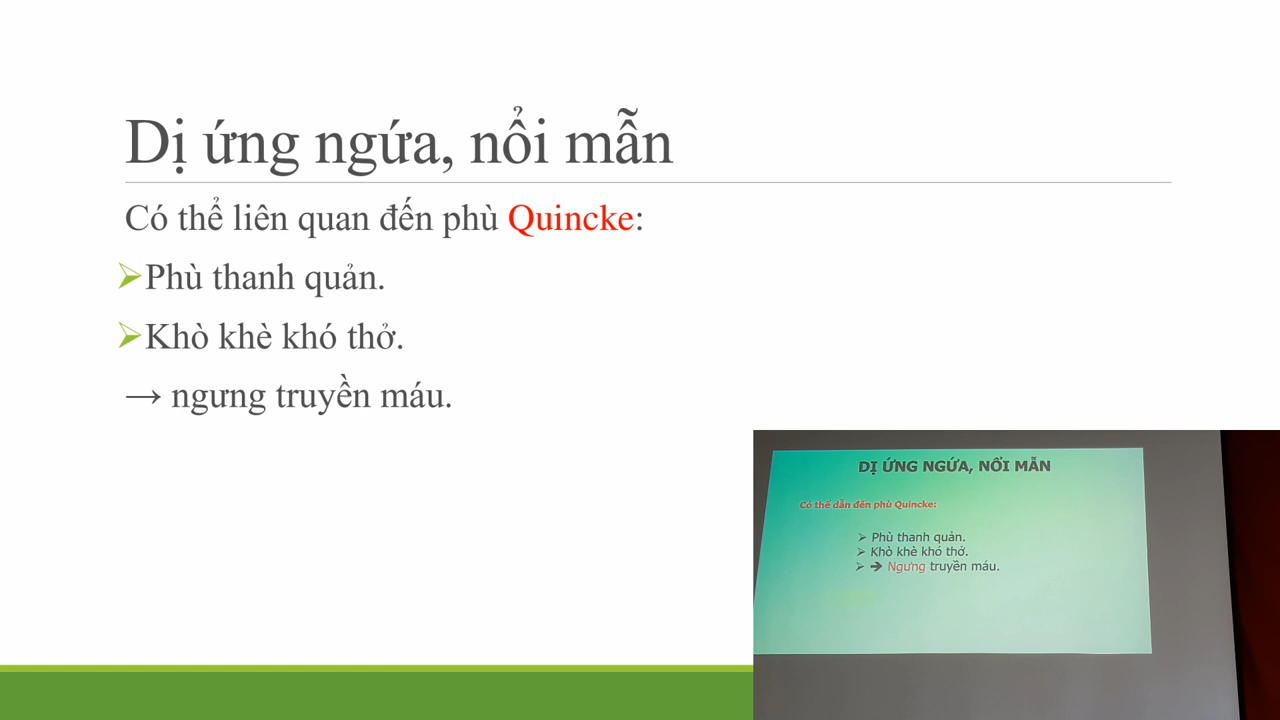 Dị ứng ngứa, nổi mẫn
Có thể liên quan đến phù Quincke:
➢Phù thanh quản.
➢Khò khè khó thở.
→ ngưng truyền máu.
DỊ ỨNG NGỨA, NỔI MẪN
Có thể dẫn đến phù Quincke:
➢ Phù thanh quản.
➢ Khò khè khó thở.
➢ ➔ Ngưng truyền máu.